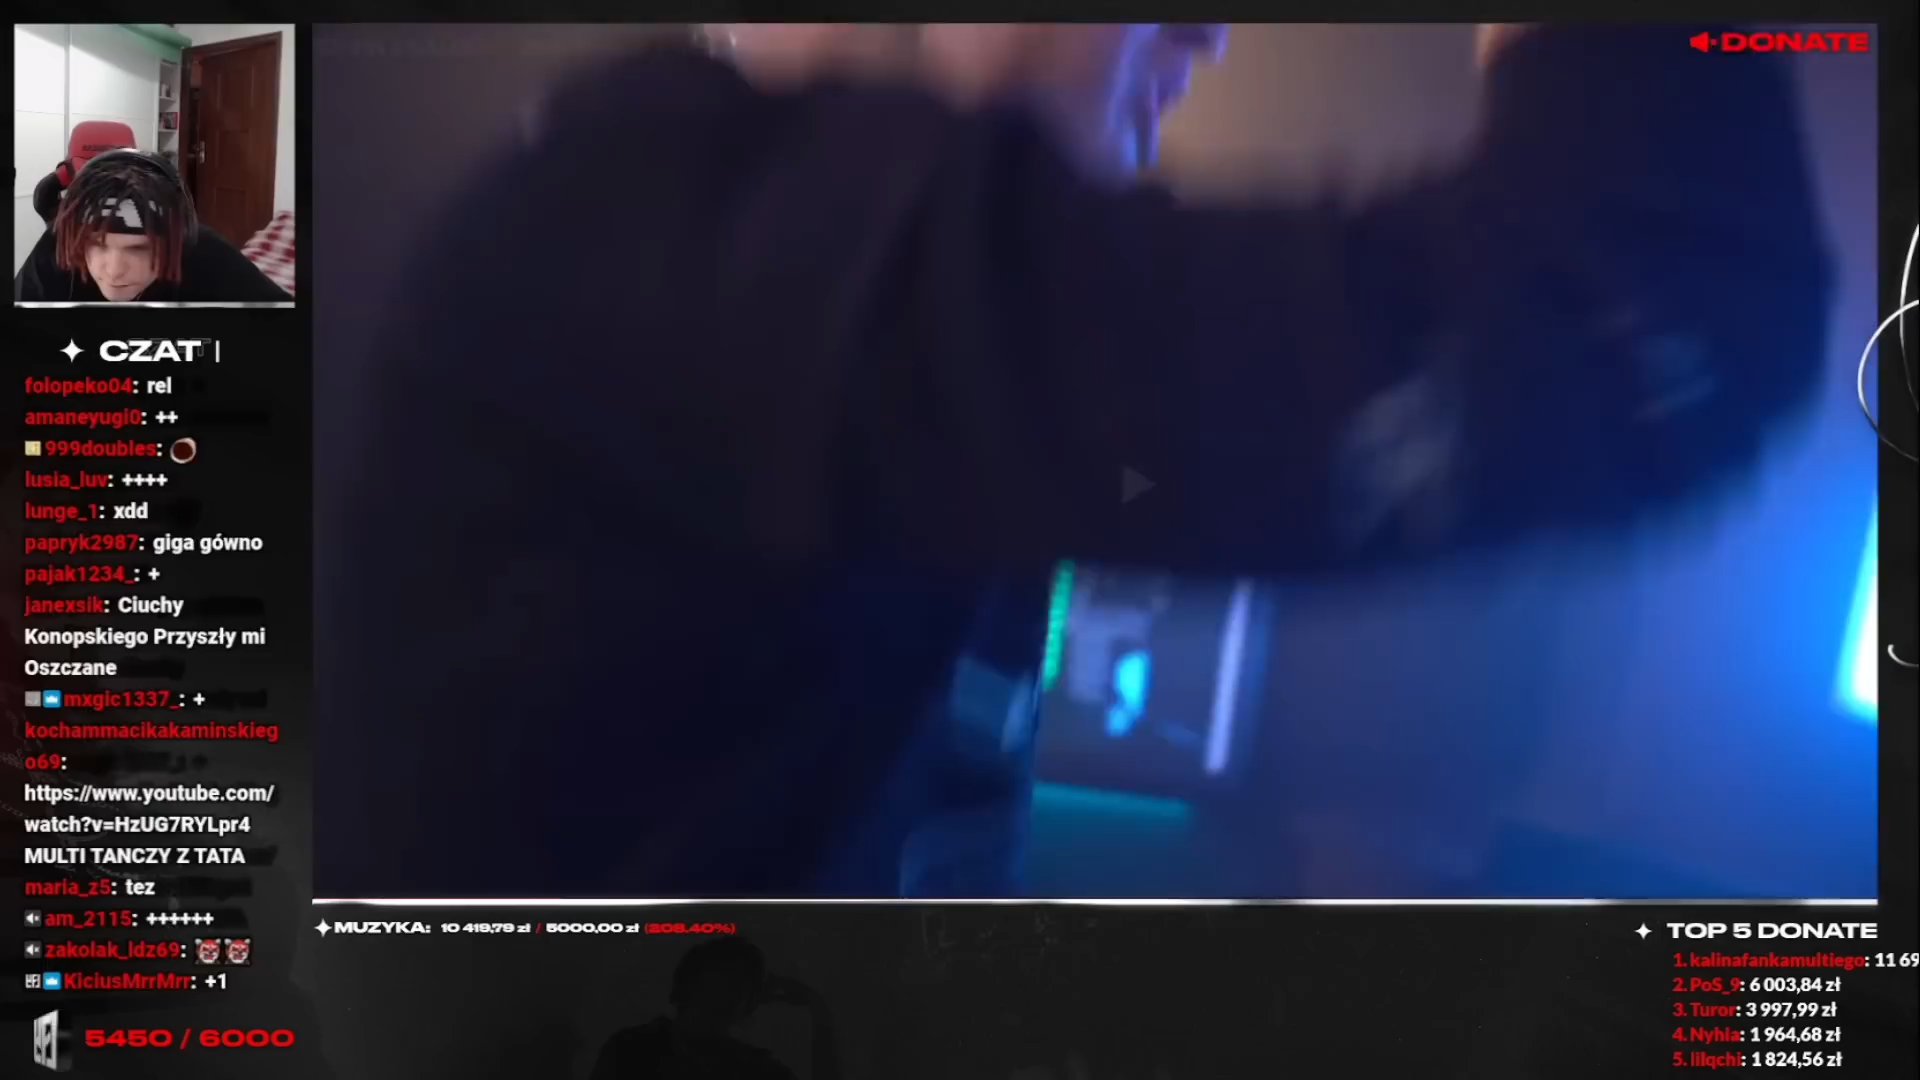 DONATE
CZAT |
folopeko04: rel
amaneyugi0: ++
999doubles:
lusia_luv: ++++
lunge_1: xdd
papryk2987: giga gówno
pajak1234_: +
janexsik: Ciuchy
Konopskiego Przyszły mi
Oszczane
mxgic1337_: +
kochammacikakaminskieg
o69:
https://www.youtube.com/
watch?v=HzUG7RYLpr4
MULTI TANCZY Z TATA
maria_z5: tez
am_2115: ++++++
zakolak_ldz69:
KiciusMrrMrr: +1
5450 / 6000
MUZYKA: 10 419,79 zł / 5000,00 zł (208.40%)
TOP 5 DONATE
1. kalinafankamultiego: 11 69
2. PoS_9: 6 003,84 zł
3. Turor: 3 997,99 zł
4. Nyhia: 1 964,68 zł
5. lilqchi: 1 824,56 zł